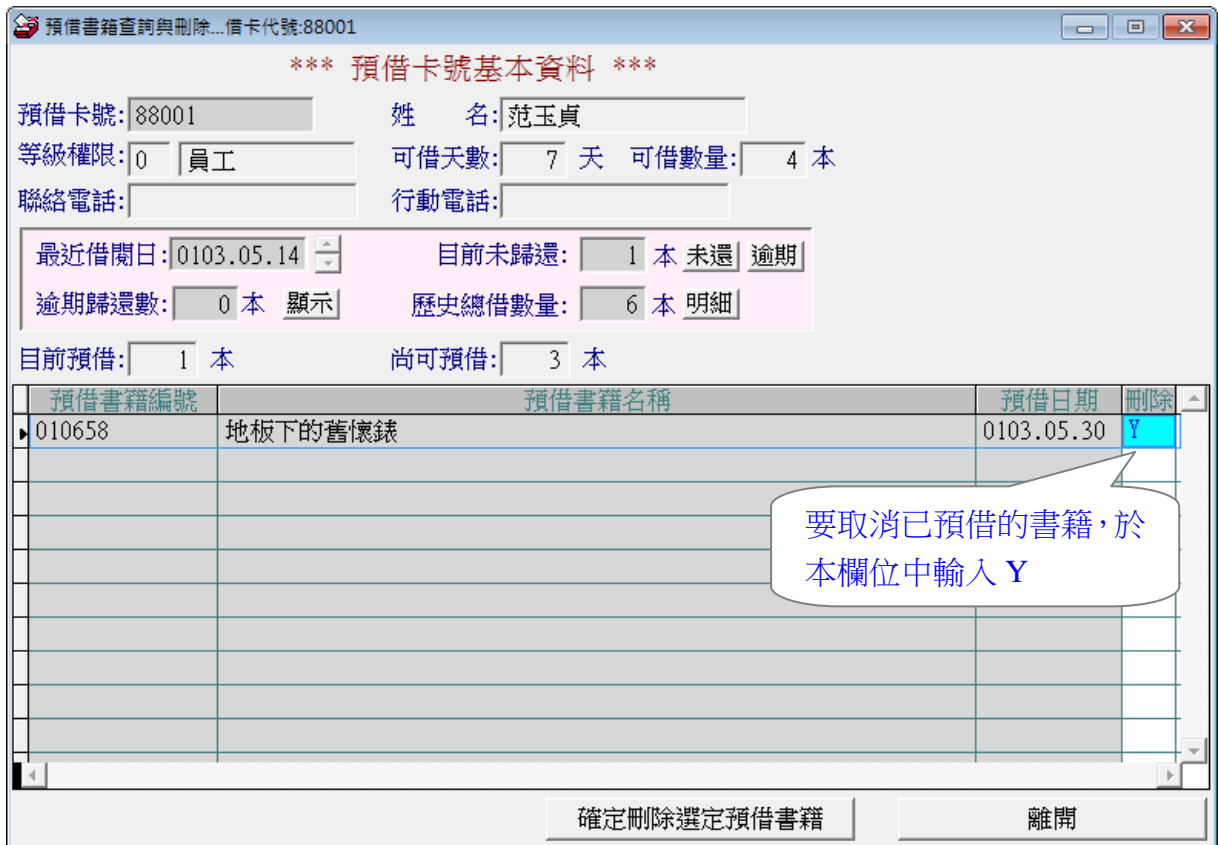 預借書籍查詢與刪除...借卡代號:88001
*** 預借卡號基本資料 ***
預借卡號: 88001 姓 名: 范玉貞
等級權限: 0 員工 可借天數: 7 天 可借數量: 4 本
聯絡電話: 行動電話:
最近借閱日: 0103.05.14 目前未歸還: 1 本 未還 逾期
逾期歸還數: 0 本 顯示 歷史總借數量: 6 本 明細
目前預借: 1 本 尚可預借: 3 本
預借書籍編號 預借書籍名稱 預借日期 刪除
010658 地板下的舊懷錶 0103.05.30 Y
要取消已預借的書籍，於
本欄位中輸入 Y
確定刪除選定預借書籍 離開